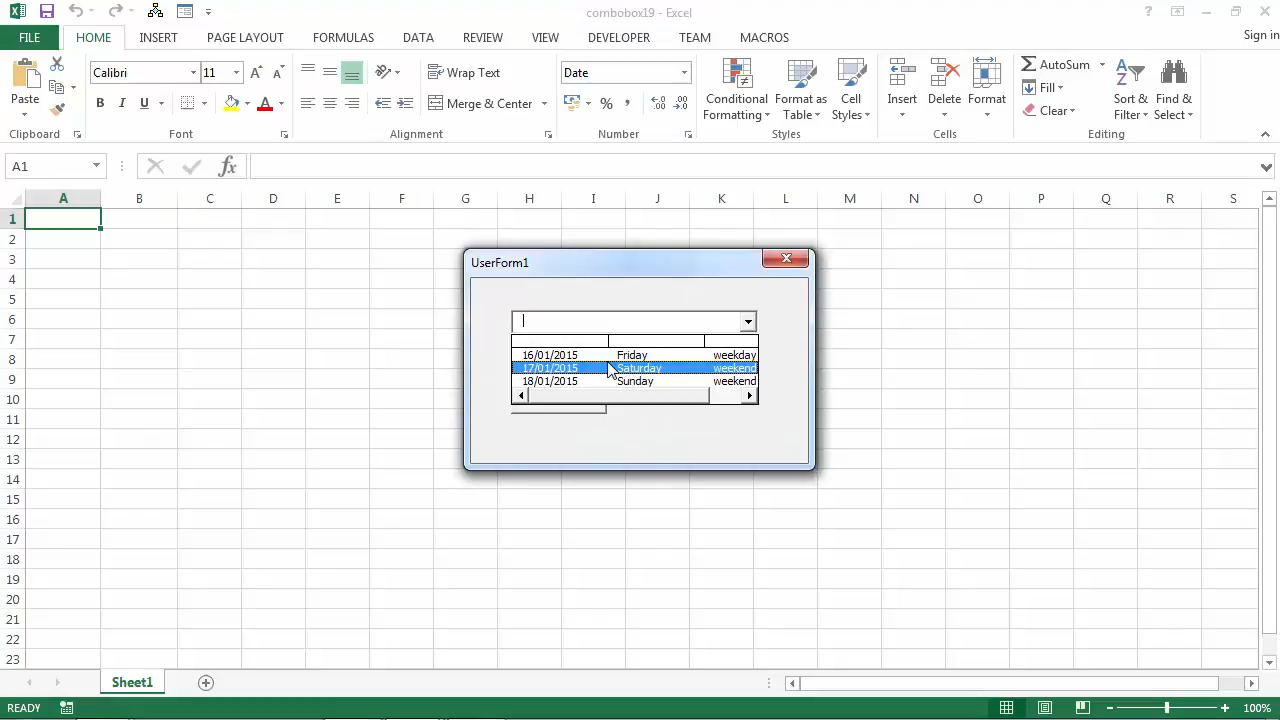 combobox19 - Excel
Sign in
FILE HOME INSERT PAGE LAYOUT FORMULAS DATA REVIEW VIEW DEVELOPER TEAM MACROS
Paste
Clipboard
Calibri 11
B I U A
Font
Wrap Text
Merge & Center
Alignment
Date
%
Number
Conditional Formatting
Format as Table
Cell Styles
Styles
Insert
Delete
Format
Cells
AutoSum
Fill
Clear
Sort & Filter
Find & Select
Editing
A1
fx
A B C D E F G H I J K L M N O P Q R S
1
2
3
4
5
6
7
8
9
10
11
12
13
14
15
16
17
18
19
20
21
22
23
UserForm1
16/01/2015 Friday weekday
17/01/2015 Saturday weekend
18/01/2015 Sunday weekend
Sheet1
READY
100%